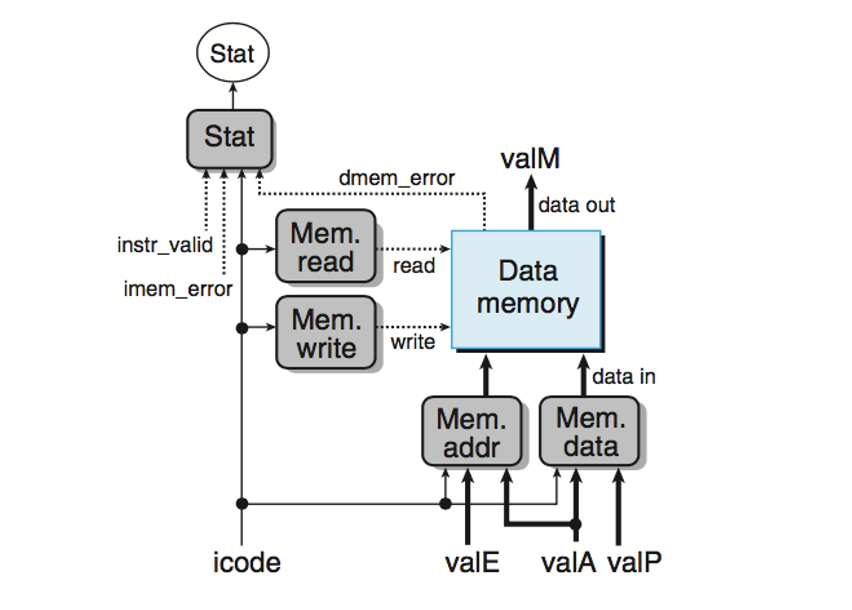 Stat
Stat
valM
dmem_error
data out
instr_valid
Mem.
read
read
Data
memory
imem_error
Mem.
write
write
data in
Mem.
addr
Mem.
data
icode
valE
valA
valP